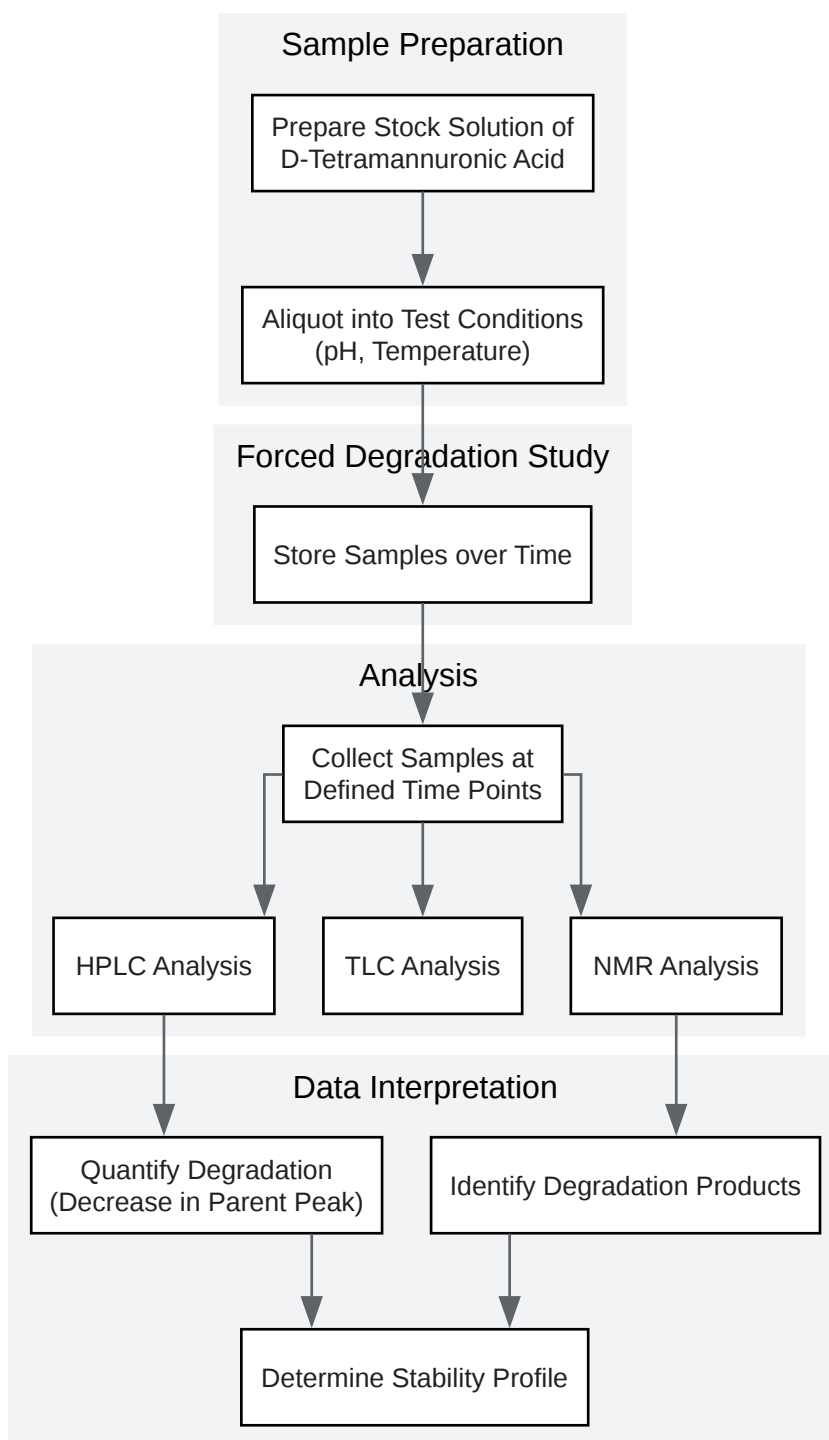 Sample Preparation
Prepare Stock Solution of
D-Tetramannuronic Acid
Aliquot into Test Conditions
(pH, Temperature)
Forced Degradation Study
Store Samples over Time
Analysis
Collect Samples at
Defined Time Points
HPLC Analysis
TLC Analysis
NMR Analysis
Data Interpretation
Quantify Degradation
(Decrease in Parent Peak)
Identify Degradation Products
Determine Stability Profile